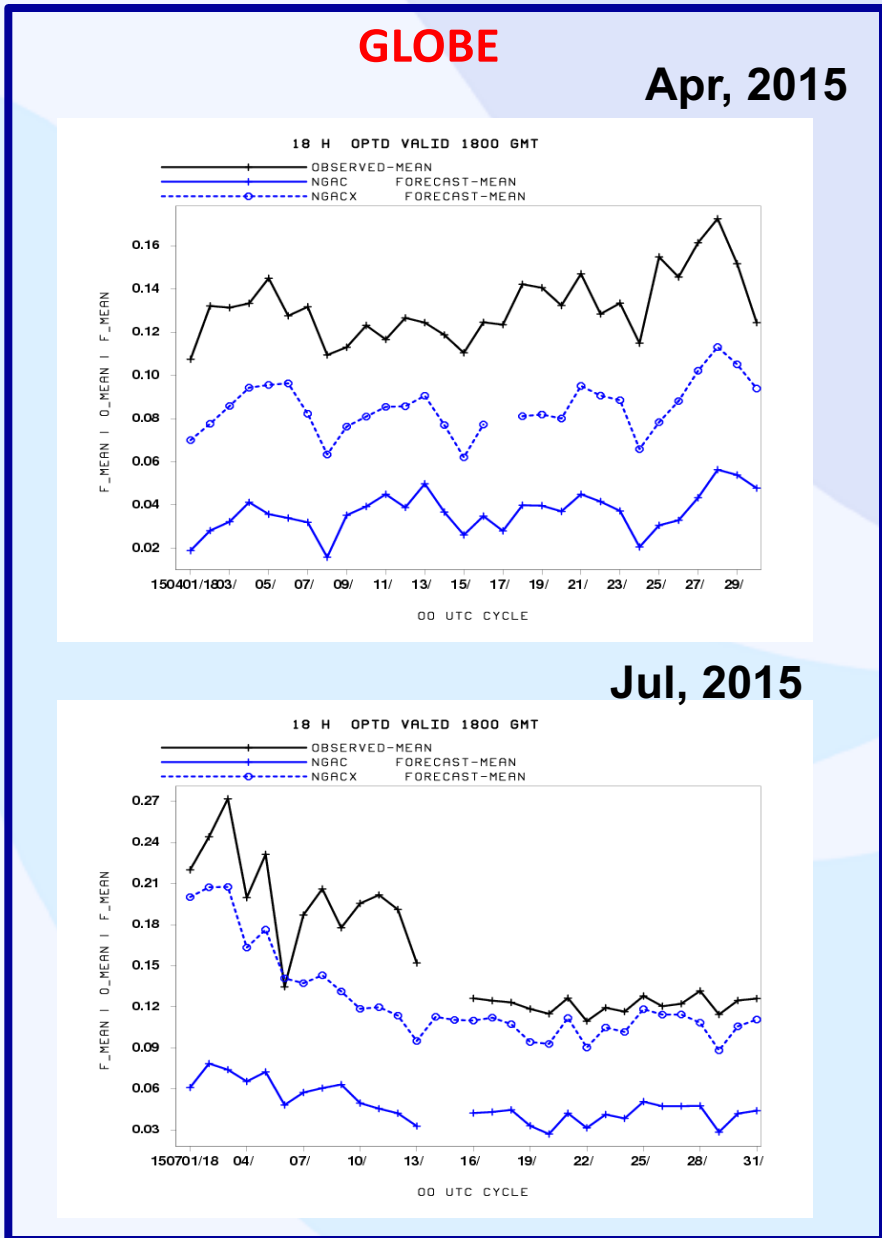 GLOBE
Apr, 2015
18 H OPTD VALID 1800 GMT
OBSERVED-MEAN
NGAC FORECAST-MEAN
NGACX FORECAST-MEAN
F_MEAN | O_MEAN | F_MEAN
0.16
0.14
0.12
0.10
0.08
0.06
0.04
0.02
150401/18 03/ 05/ 07/ 09/ 11/ 13/ 15/ 17/ 19/ 21/ 23/ 25/ 27/ 29/
00 UTC CYCLE
Jul, 2015
18 H OPTD VALID 1800 GMT
OBSERVED-MEAN
NGAC FORECAST-MEAN
NGACX FORECAST-MEAN
F_MEAN | O_MEAN | F_MEAN
0.27
0.24
0.21
0.18
0.15
0.12
0.09
0.06
0.03
150701/18 04/ 07/ 10/ 13/ 16/ 19/ 22/ 25/ 28/ 31/
00 UTC CYCLE